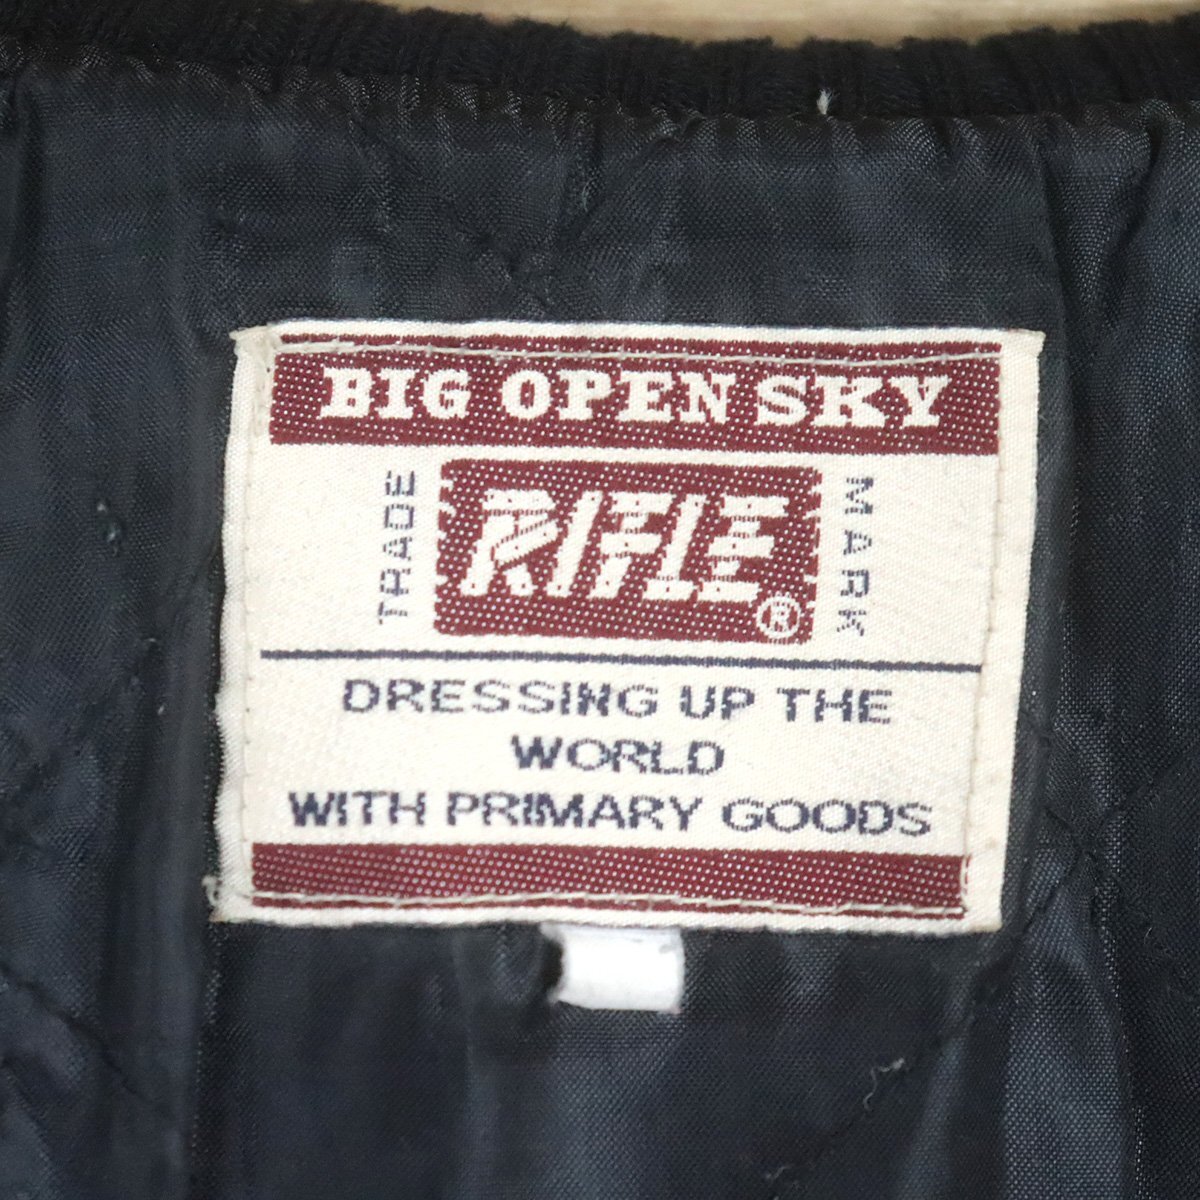 BIG OPEN SKY
TRADE
RIFLE®
MARK
DRESSING UP THE
WORLD
WITH PRIMARY GOODS